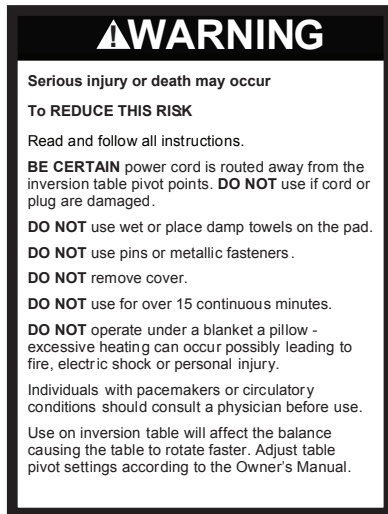 WARNING
Serious injury or death may occur
To REDUCE THIS RISK
Read and follow all instructions.
BE CERTAIN power cord is routed away from the
inversion table pivot points. DO NOT use if cord or
plug are damaged.
DO NOT use wet or place damp towels on the pad.
DO NOT use pins or metallic fasteners.
DO NOT remove cover.
DO NOT use for over 15 continuous minutes.
DO NOT operate under a blanket a pillow -
excessive heating can occur possibly leading to
fire, electric shock or personal injury.
Individuals with pacemakers or circulatory
conditions should consult a physician before use.
Use on inversion table will affect the balance
causing the table to rotate faster. Adjust table
pivot settings according to the Owner's Manual.